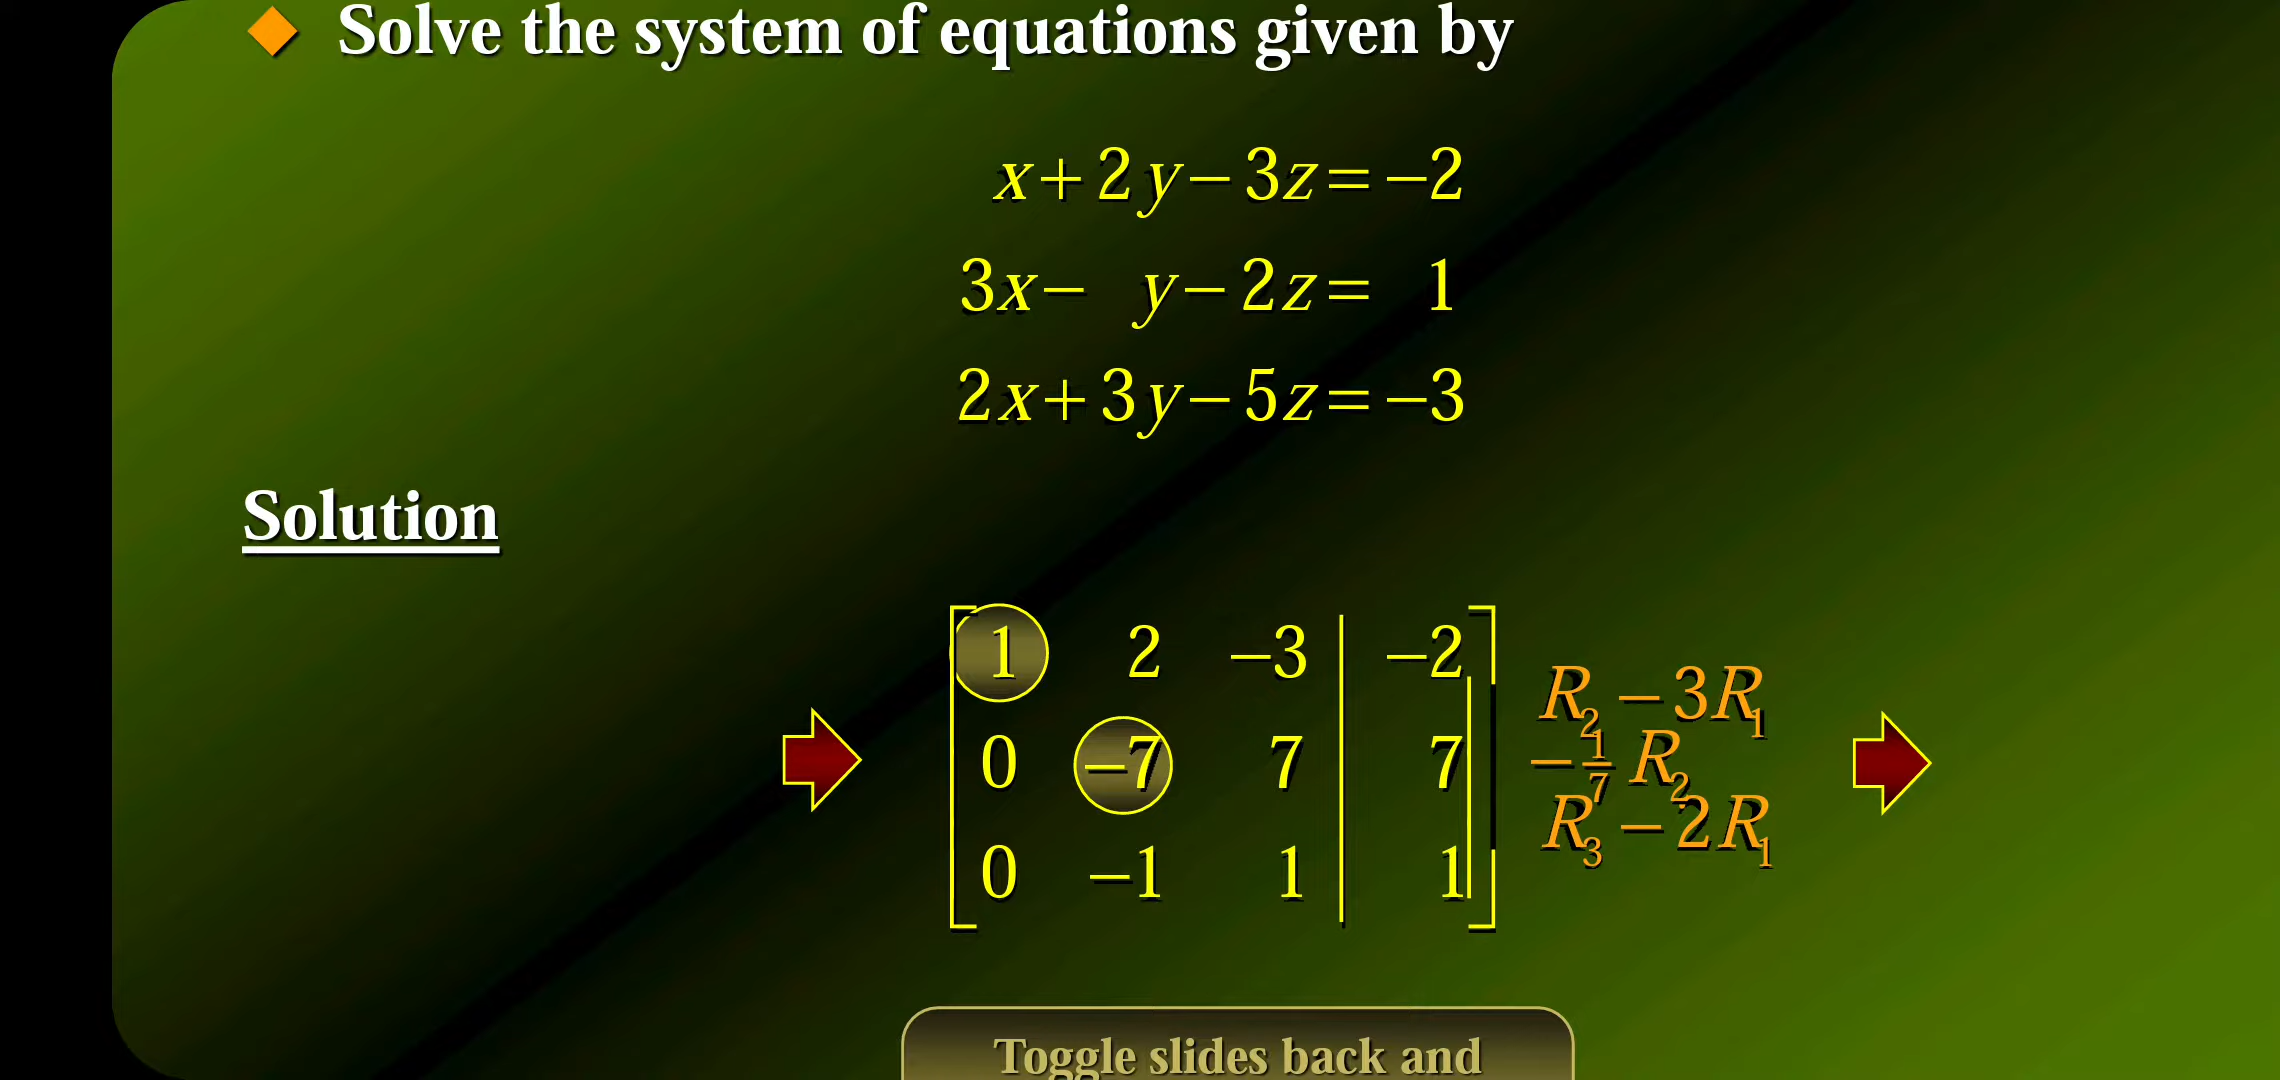 Solve the system of equations given by
x + 2y − 3z = −2
3x − y − 2z = 1
2x + 3y − 5z = −3
Solution
1 2 −3 | −2
0 −7 7 | 7
0 −1 1 | 1
R₂ − 3R₁
−1/7 R₂
R₃ − 2R₁
Toggle slides back and